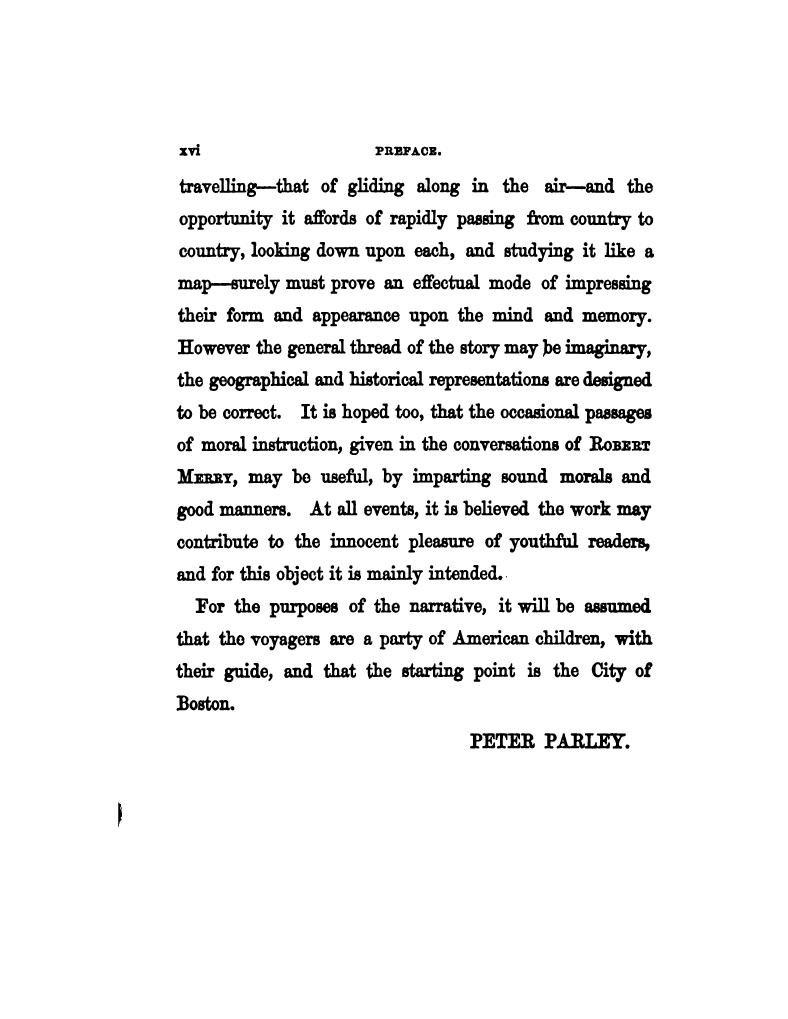 xvi PREFACE.
travelling—that of gliding along in the air—and the
opportunity it affords of rapidly passing from country to
country, looking down upon each, and studying it like a
map—surely must prove an effectual mode of impressing
their form and appearance upon the mind and memory.
However the general thread of the story may be imaginary,
the geographical and historical representations are designed
to be correct. It is hoped too, that the occasional passages
of moral instruction, given in the conversations of ROBERT
MERRY, may be useful, by imparting sound morals and
good manners. At all events, it is believed the work may
contribute to the innocent pleasure of youthful readers,
and for this object it is mainly intended.
For the purposes of the narrative, it will be assumed
that the voyagers are a party of American children, with
their guide, and that the starting point is the City of
Boston.
PETER PARLEY.